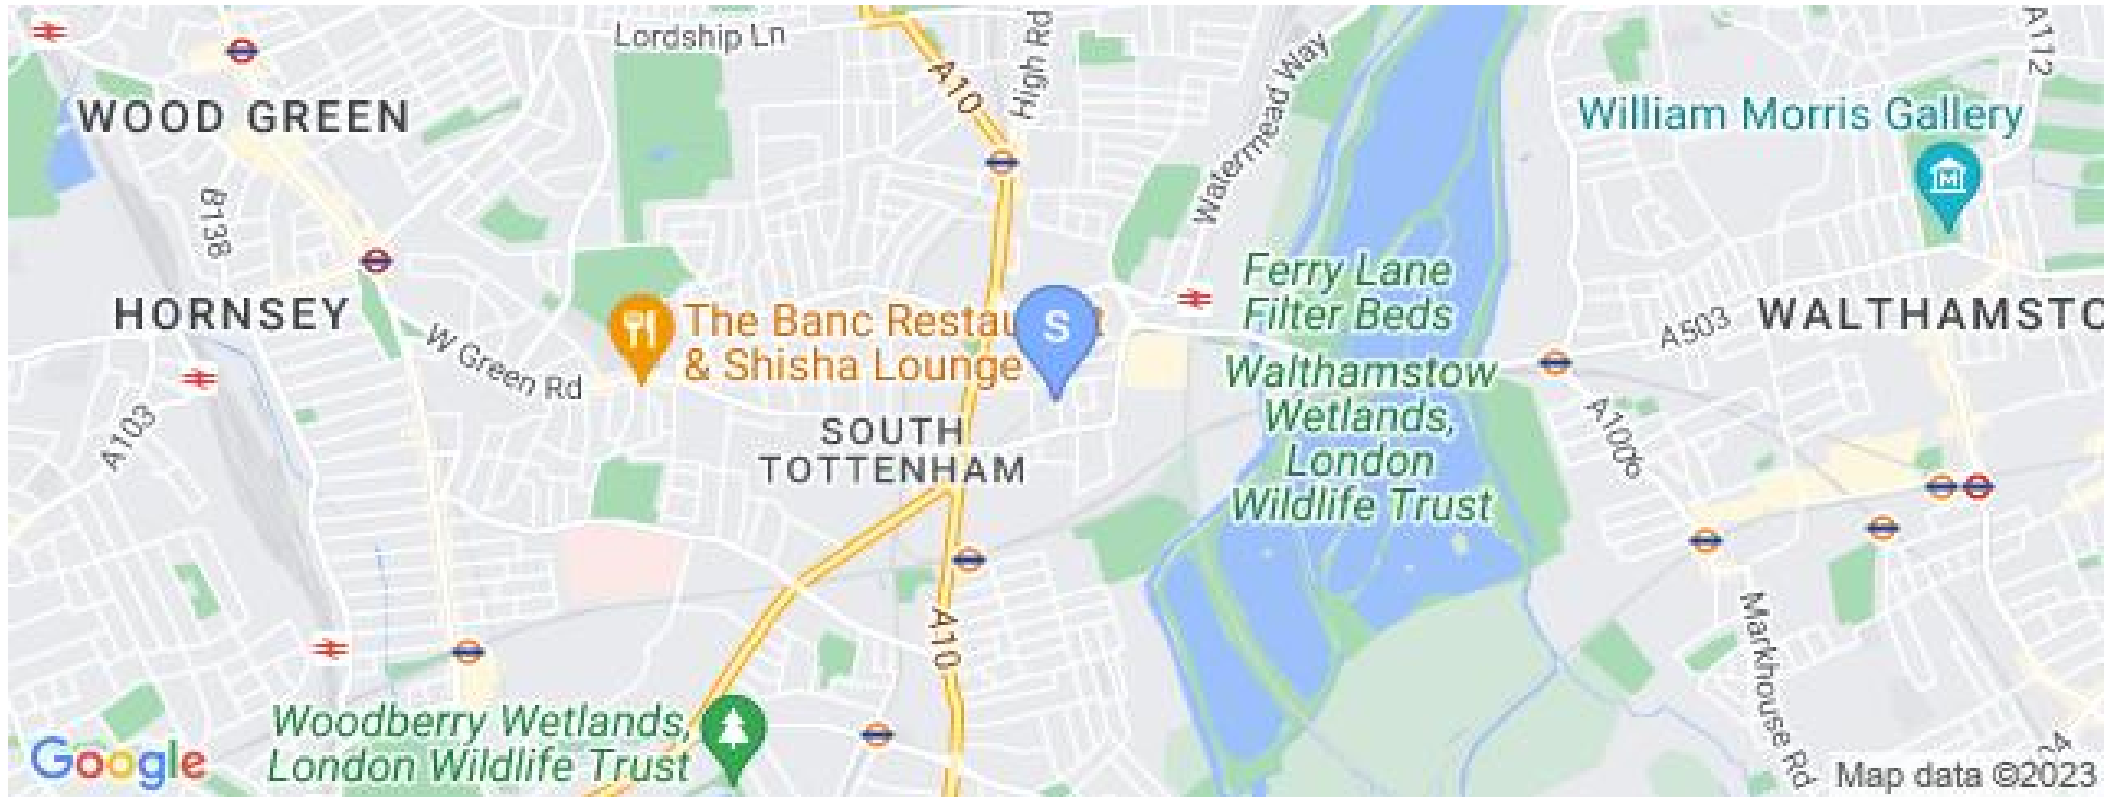 Lordship Ln
High Rd
A10
Watermead Way
A112
WOOD GREEN
William Morris Gallery
B138
Ferry Lane
Filter Beds
HORNSEY
The Banc Restau
& Shisha Lounge
S
A503
WALTHAMSTO
W Green Rd
Walthamstow
Wetlands,
London
Wildlife Trust
A103
SOUTH
TOTTENHAM
A1006
A10
Markhouse Rd
Woodberry Wetlands,
London Wildlife Trust
Google
Map data ©2023